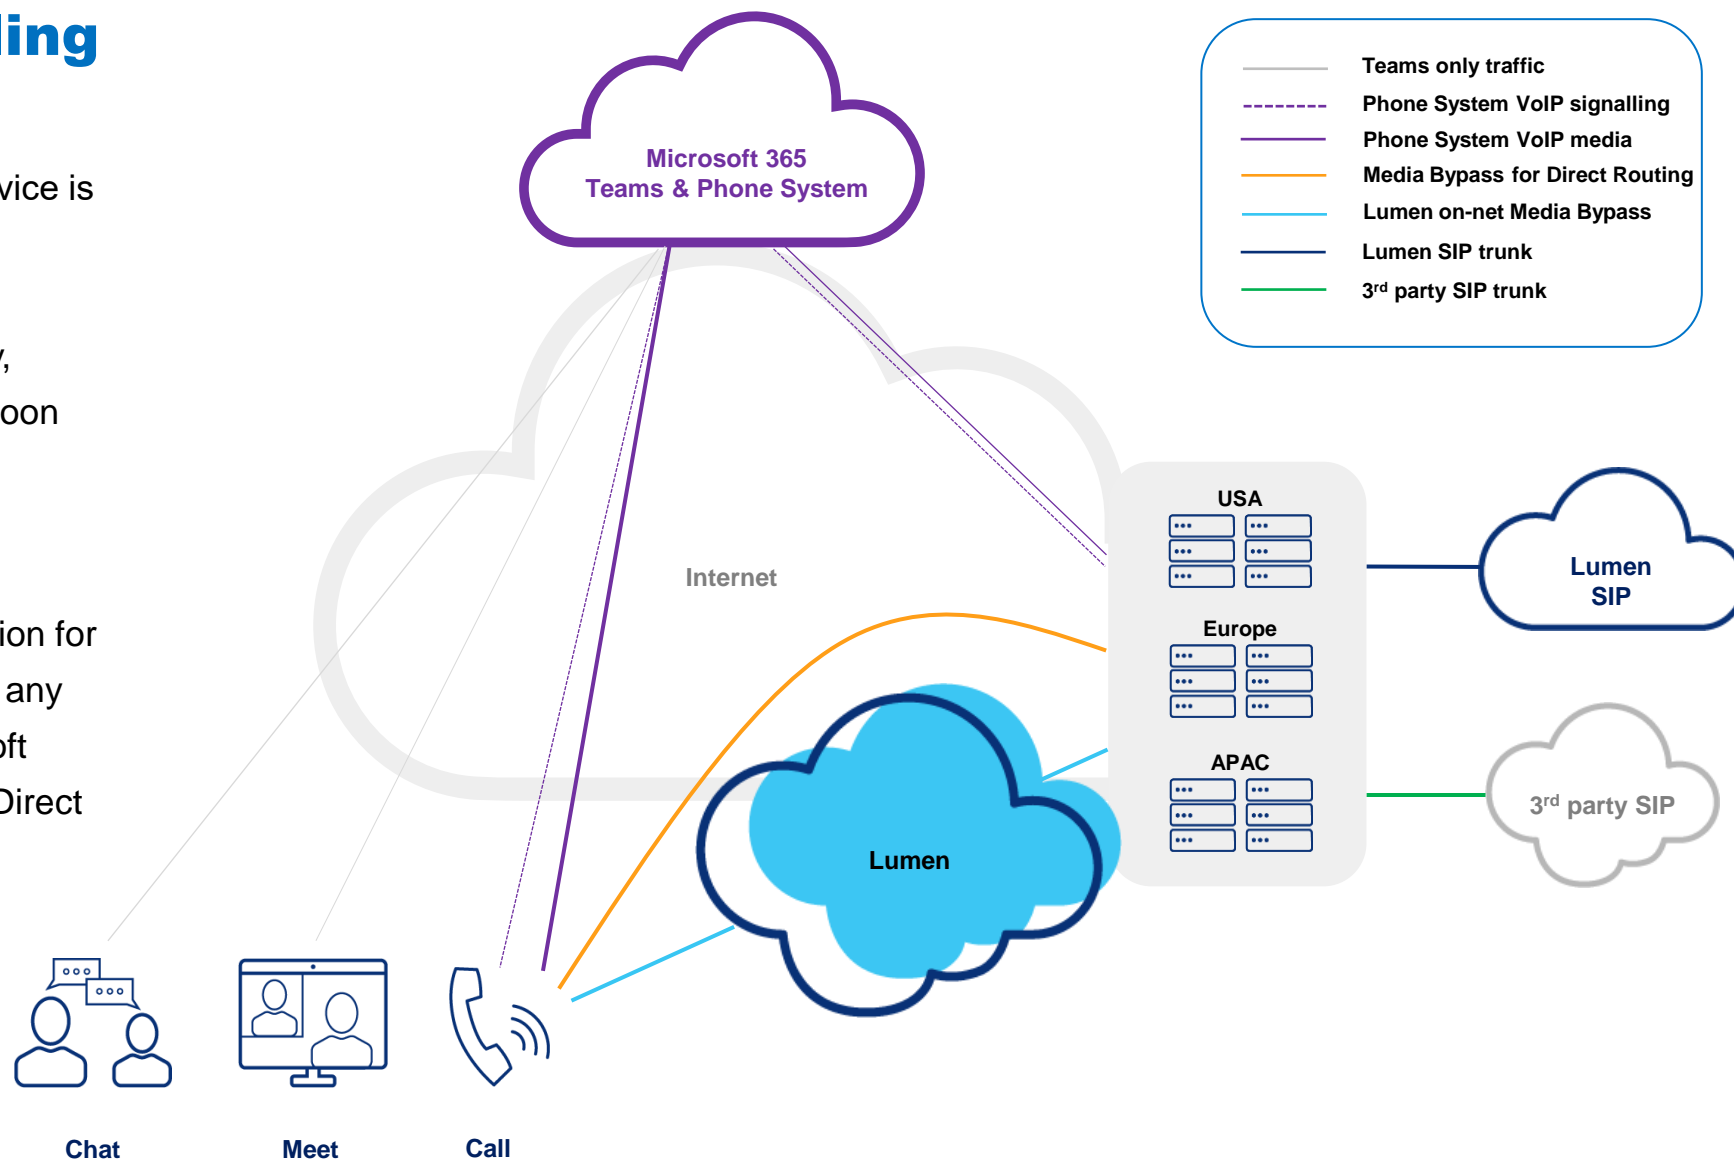 ling
vice is
,
oon
ion for
any
oft
Direct
Microsoft 365
Teams & Phone System
Teams only traffic
Phone System VoIP signalling
Phone System VoIP media
Media Bypass for Direct Routing
Lumen on-net Media Bypass
Lumen SIP trunk
3rd party SIP trunk
Internet
USA
Europe
APAC
Lumen
SIP
3rd party SIP
Lumen
Chat
Meet
Call